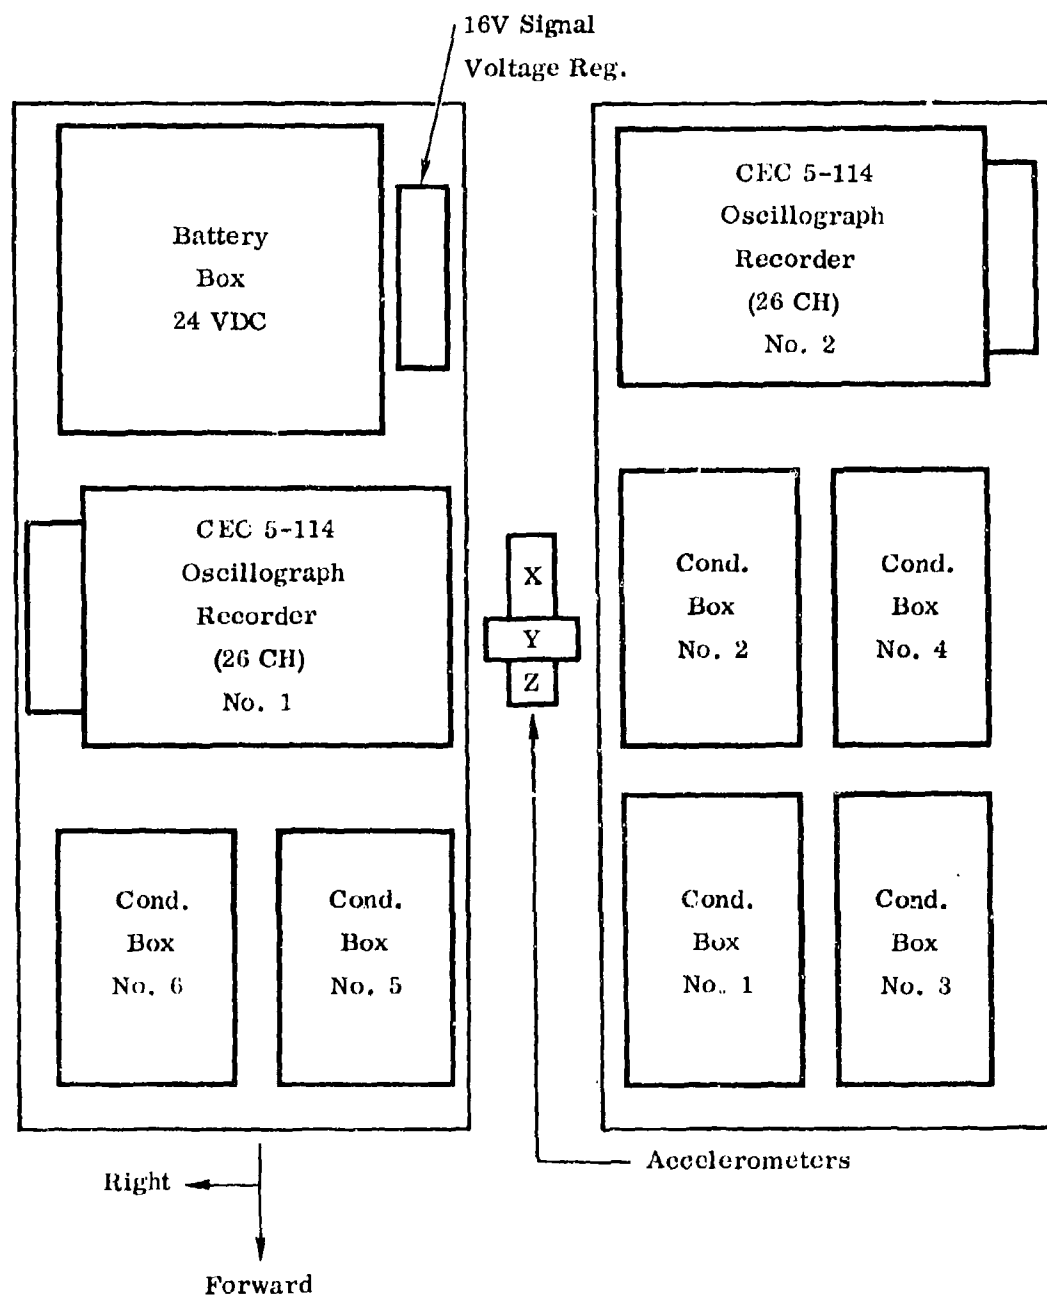 16V Signal
Voltage Reg.
Battery
Box
24 VDC
CEC 5-114
Oscillograph
Recorder
(26 CH)
No. 2
CEC 5-114
Oscillograph
Recorder
(26 CH)
No. 1
X
Y
Z
Cond.
Box
No. 2
Cond.
Box
No. 4
Cond.
Box
No. 6
Cond.
Box
No. 5
Cond.
Box
No. 1
Cond.
Box
No. 3
Accelerometers
Right
Forward